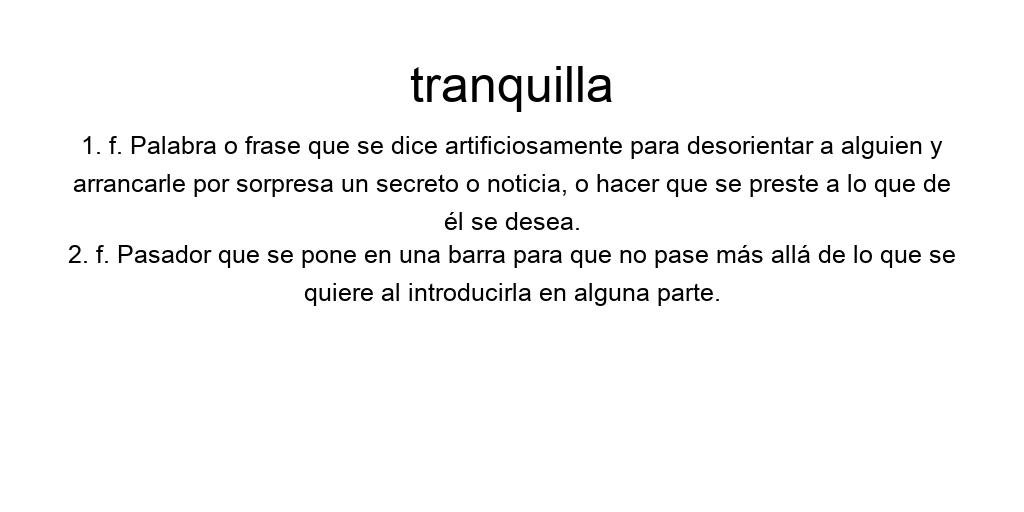 tranquilla
1. f. Palabra o frase que se dice artificiosamente para desorientar a alguien y
arrancarle por sorpresa un secreto o noticia, o hacer que se preste a lo que de
él se desea.
2. f. Pasador que se pone en una barra para que no pase más allá de lo que se
quiere al introducirla en alguna parte.